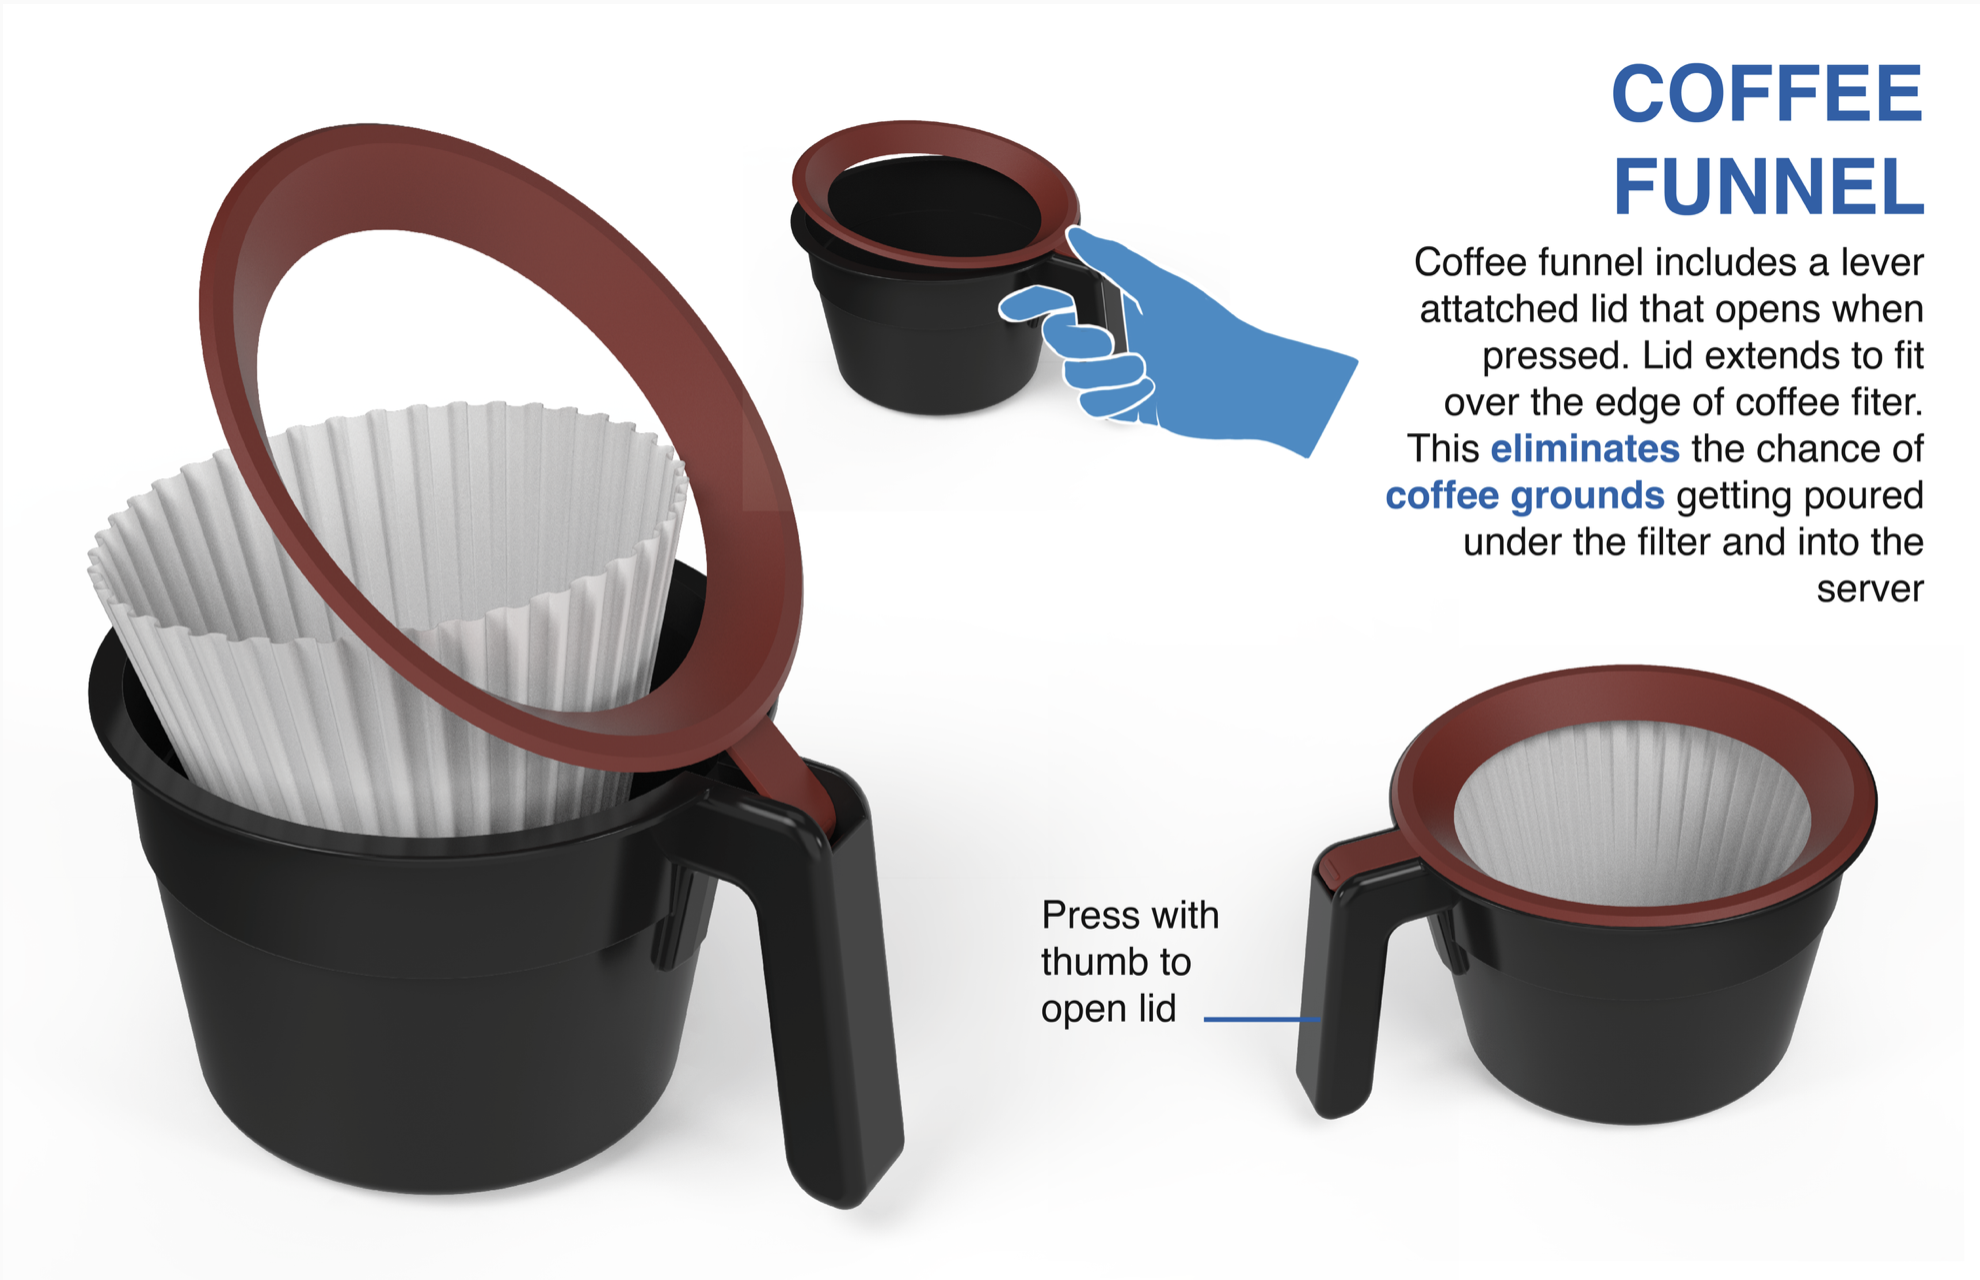 COFFEE
FUNNEL
Coffee funnel includes a lever
attatched lid that opens when
pressed. Lid extends to fit
over the edge of coffee fiter.
This eliminates the chance of
coffee grounds getting poured
under the filter and into the
server
Press with
thumb to
open lid